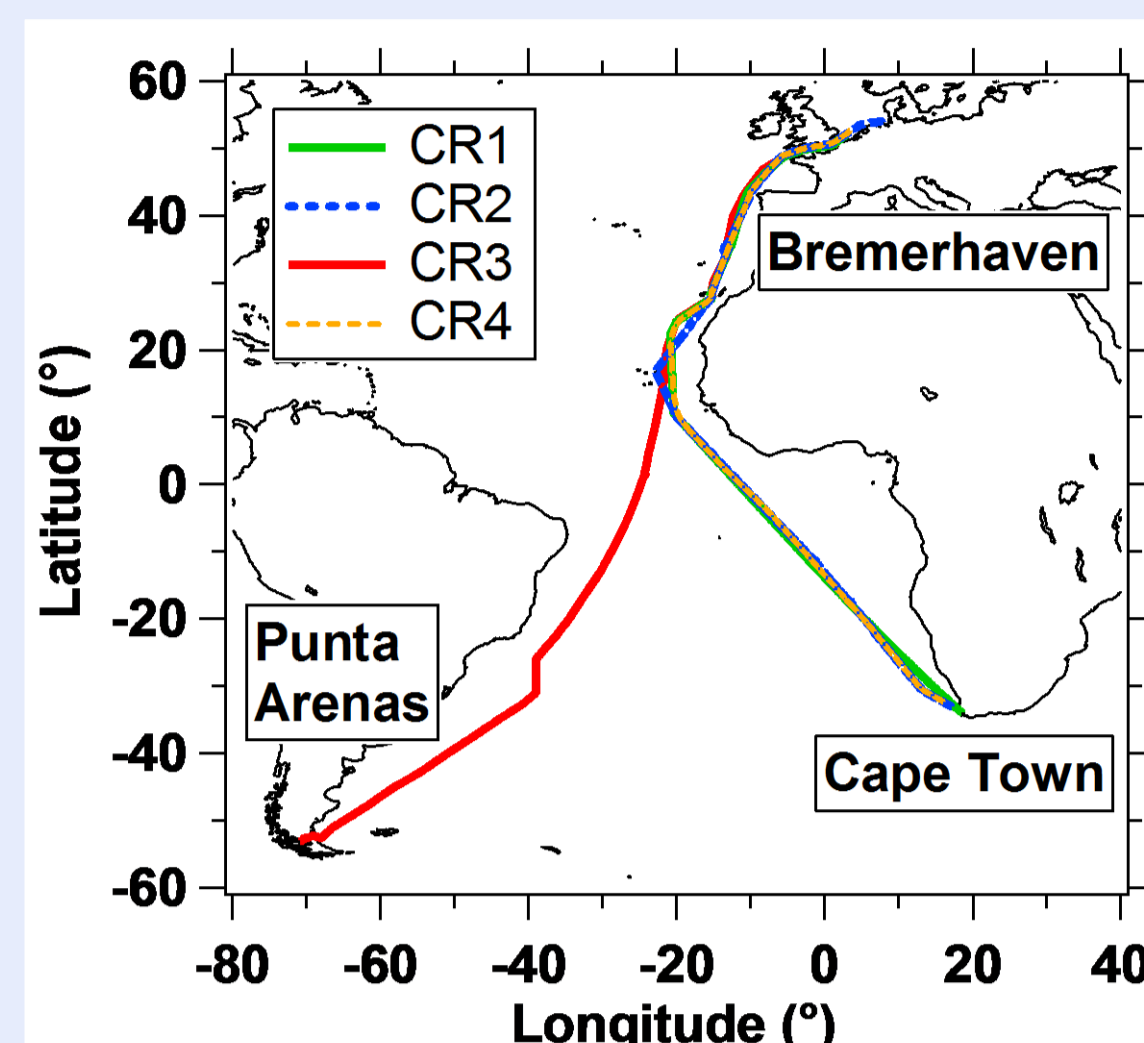 60
40
20
0
-20
-40
-60
Latitude (°)
CR1
CR2
CR3
CR4
Bremerhaven
Punta
Arenas
Cape Town
-80 -60 -40 -20 0 20 40
Longitude (°)